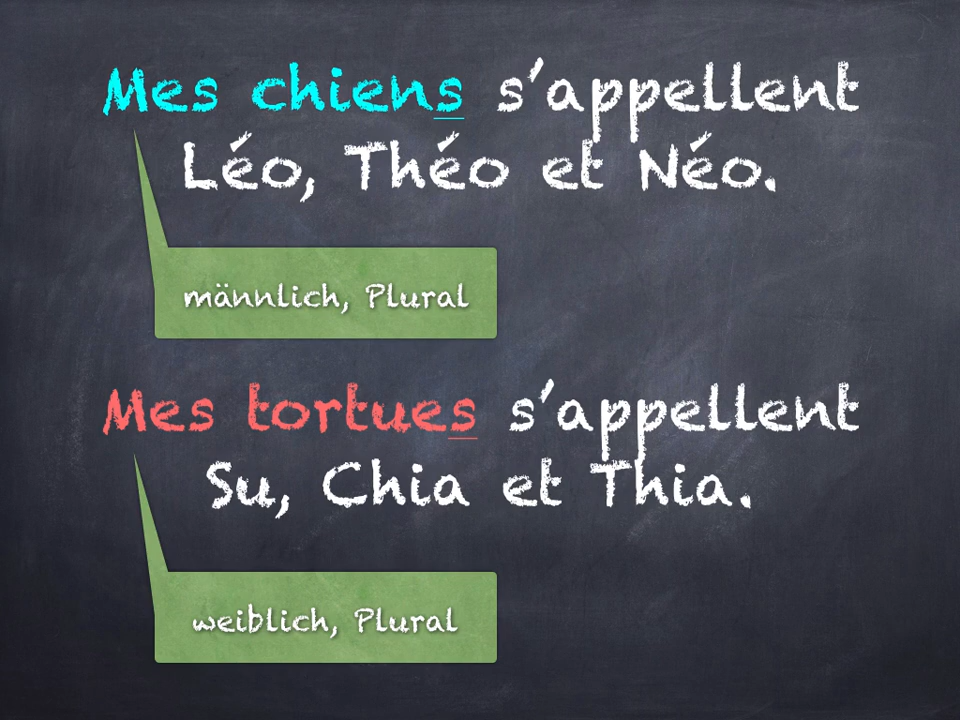 Mes chiens s'appellent
Léo, Théo et Néo.
männlich, Plural
Mes tortues s'appellent
Su, Chia et Thia.
weiblich, Plural